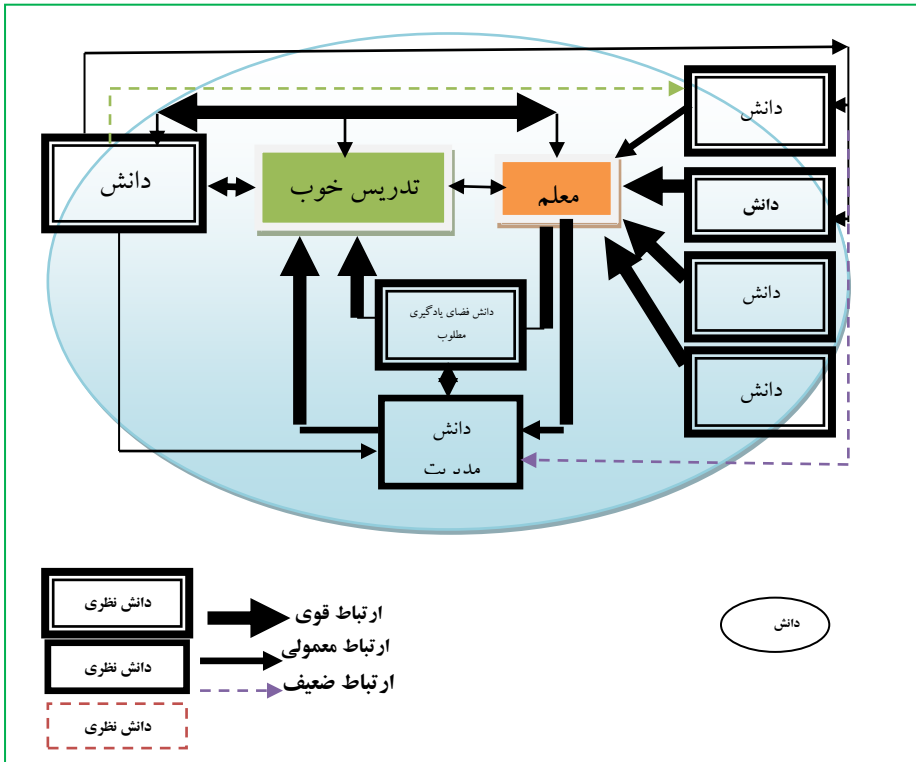 دانش
دانش
تدریس خوب
معلم
دانش
دانش
دانش
دانش فضای یادگیری
مطلوب
دانش
مدیریت
دانش نظری
دانش نظری
دانش نظری
ارتباط قوی
ارتباط معمولی
ارتباط ضعیف
دانش